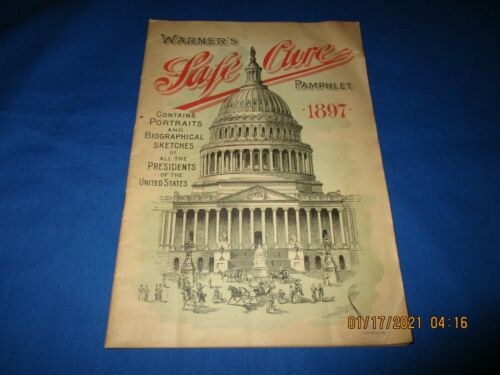 WARNER'S
Safe Cure
PAMPHLET
1897
CONTAINS
PORTRAITS
AND
BIOGRAPHICAL
SKETCHES
OF
ALL THE
PRESIDENTS
OF THE
UNITED STATES
01/17/2021 04:16